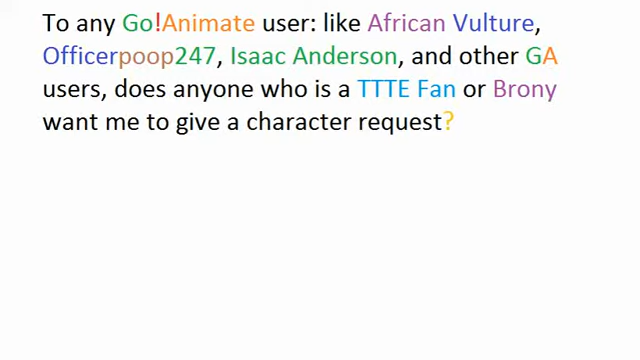 To any Go!Animate user: like African Vulture,
Officerpoop247, Isaac Anderson, and other GA
users, does anyone who is a TTTE Fan or Brony
want me to give a character request?